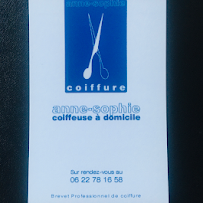 anne-sophie
coiffure
anne-sophie
coiffeuse à domicile
Sur rendez-vous au
06 22 78 16 58
Brevet Professionnel de coiffure